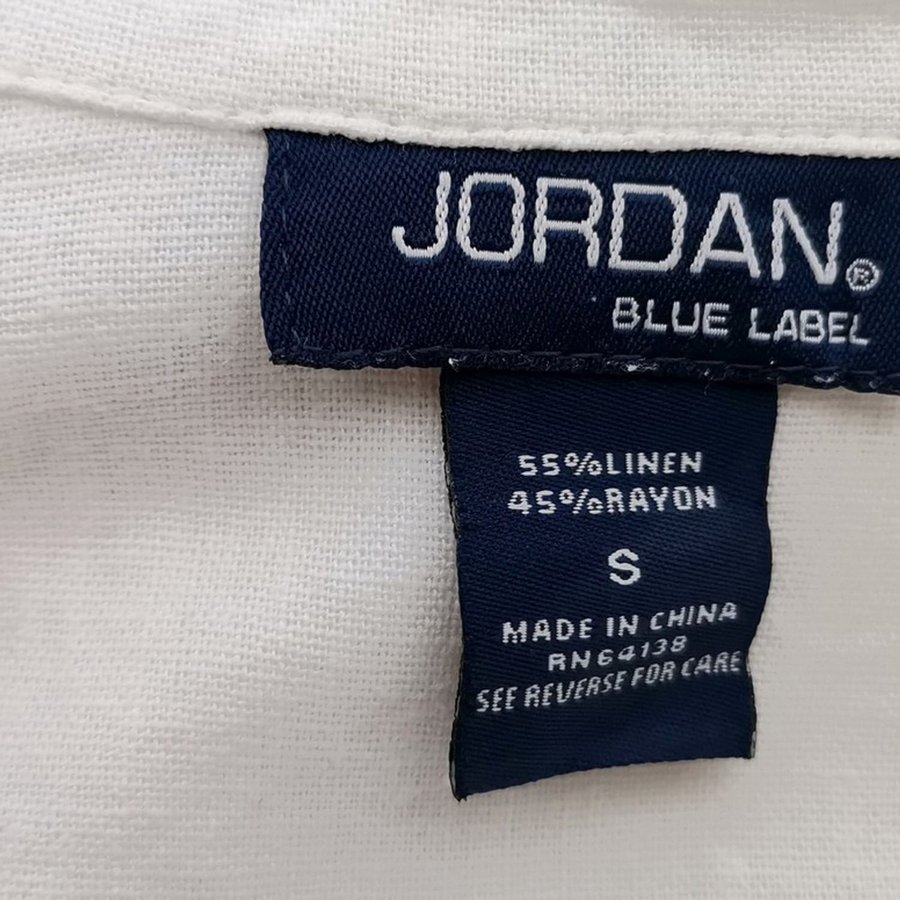 JORDAN®
BLUE LABEL
55%LINEN
45%RAYON
S
MADE IN CHINA
RN64138
SEE REVERSE FOR CARE